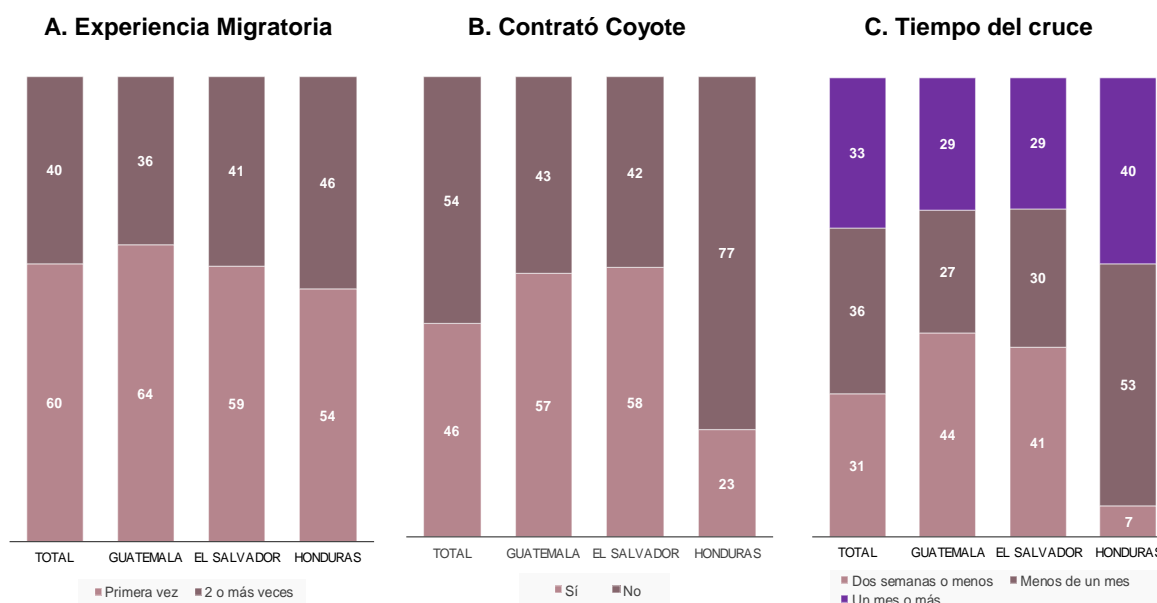 A. Experiencia Migratoria
40
36
41
46
60
64
59
54
TOTAL GUATEMALA EL SALVADOR HONDURAS
Primera vez 2 o más veces
B. Contrató Coyote
54
43
42
77
46
57
58
23
TOTAL GUATEMALA EL SALVADOR HONDURAS
Sí No
C. Tiempo del cruce
33
29
29
40
36
27
30
53
31
44
41
7
TOTAL GUATEMALA EL SALVADOR HONDURAS
Dos semanas o menos Menos de un mes
Un mes o más